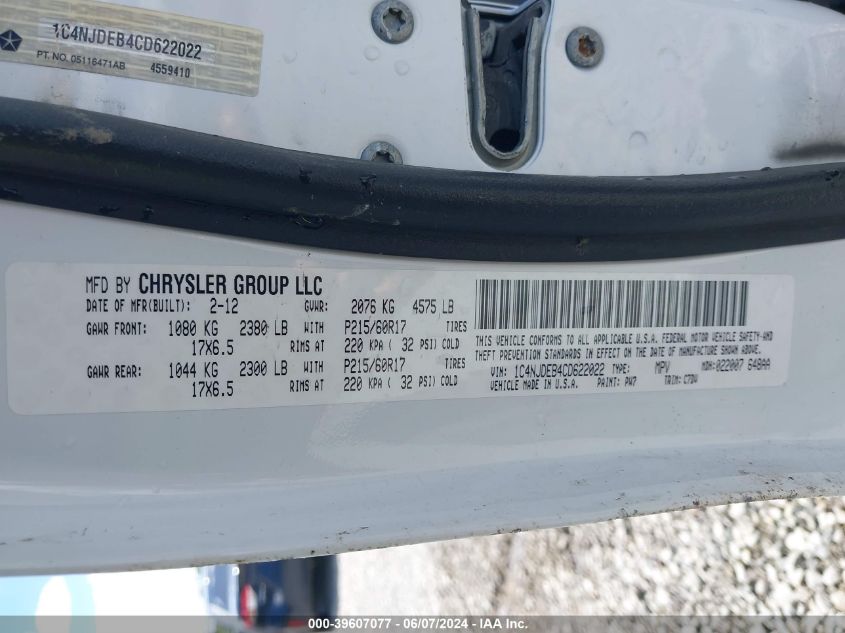 1C4NJDEB4CD622022
PT. NO. 05116471AB 4559410
MFD BY CHRYSLER GROUP LLC
DATE OF MFR(BUILT): 2-12 GVWR: 2076 KG 4575 LB
GAWR FRONT: 1080 KG 2380 LB WITH P215/60R17 TIRES
17X6.5 RIMS AT 220 KPA ( 32 PSI) COLD
GAWR REAR: 1044 KG 2300 LB WITH P215/60R17 TIRES
17X6.5 RIMS AT 220 KPA ( 32 PSI) COLD
THIS VEHICLE CONFORMS TO ALL APPLICABLE U.S.A. FEDERAL MOTOR VEHICLE SAFETY AND
THEFT PREVENTION STANDARDS IN EFFECT ON THE DATE OF MANUFACTURE SHOWN ABOVE.
VIN: 1C4NJDEB4CD622022 TYPE: MPV MDH: 022007 648AA
VEHICLE MADE IN U.S.A. PAINT: PW7 TRIM: C7DV
000-39607077 - 06/07/2024 - IAA Inc.